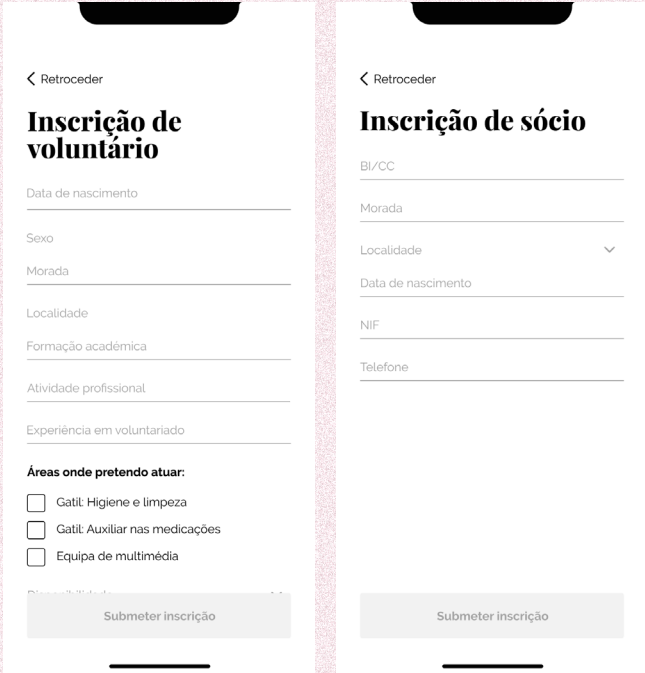 Retroceder
Inscrição de
voluntário
Data de nascimento
Sexo
Morada
Localidade
Formação académica
Atividade profissional
Experiência em voluntariado
Áreas onde pretendo atuar:
Gatil: Higiene e limpeza
Gatil: Auxiliar nas medicações
Equipa de multimédia
Submeter inscrição
Retroceder
Inscrição de sócio
BI/CC
Morada
Localidade
Data de nascimento
NIF
Telefone
Submeter inscrição